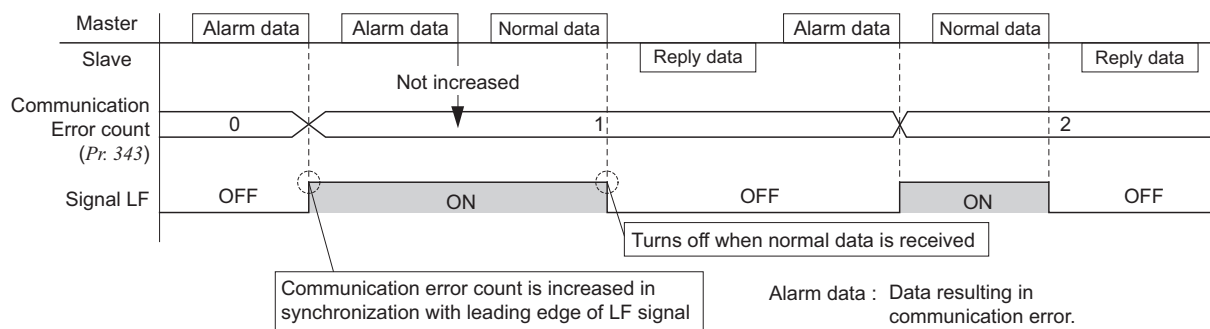 Master
Alarm data
Alarm data
Normal data
Alarm data
Normal data
Slave
Reply data
Reply data
Not increased
Communication
Error count
(Pr. 343)
0
1
2
Signal LF
OFF
ON
OFF
ON
OFF
Turns off when normal data is received
Communication error count is increased in
synchronization with leading edge of LF signal
Alarm data : Data resulting in
communication error.